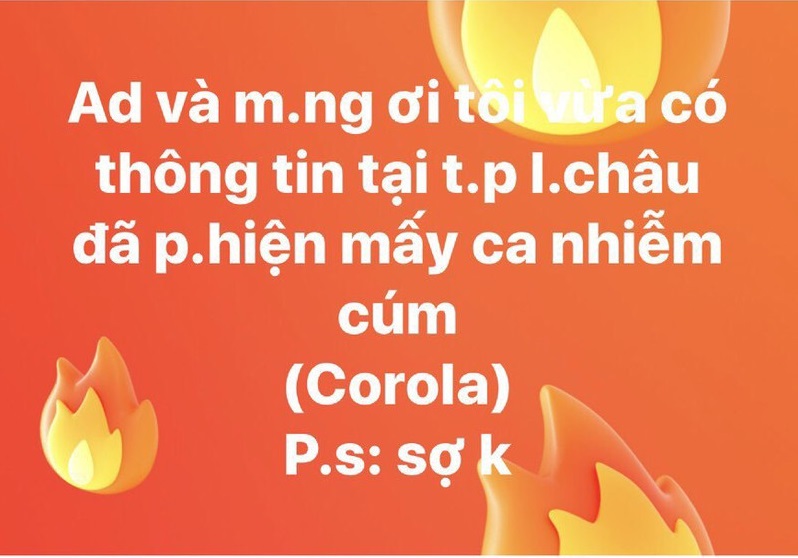 Ad và m.ng ơi tôi vừa có
thông tin tại t.p l.châu
đã p.hiện mấy ca nhiễm
cúm
(Corola)
P.s: sợ k